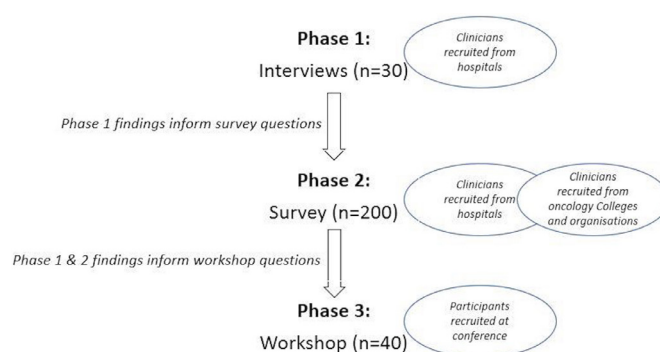 Phase 1:
Interviews (n=30)
Clinicians
recruited from
hospitals
Phase 1 findings inform survey questions
Phase 2:
Survey (n=200)
Clinicians
recruited from
hospitals
Clinicians
recruited from
oncology Colleges
and organisations
Phase 1 & 2 findings inform workshop questions
Phase 3:
Workshop (n=40)
Participants
recruited at
conference